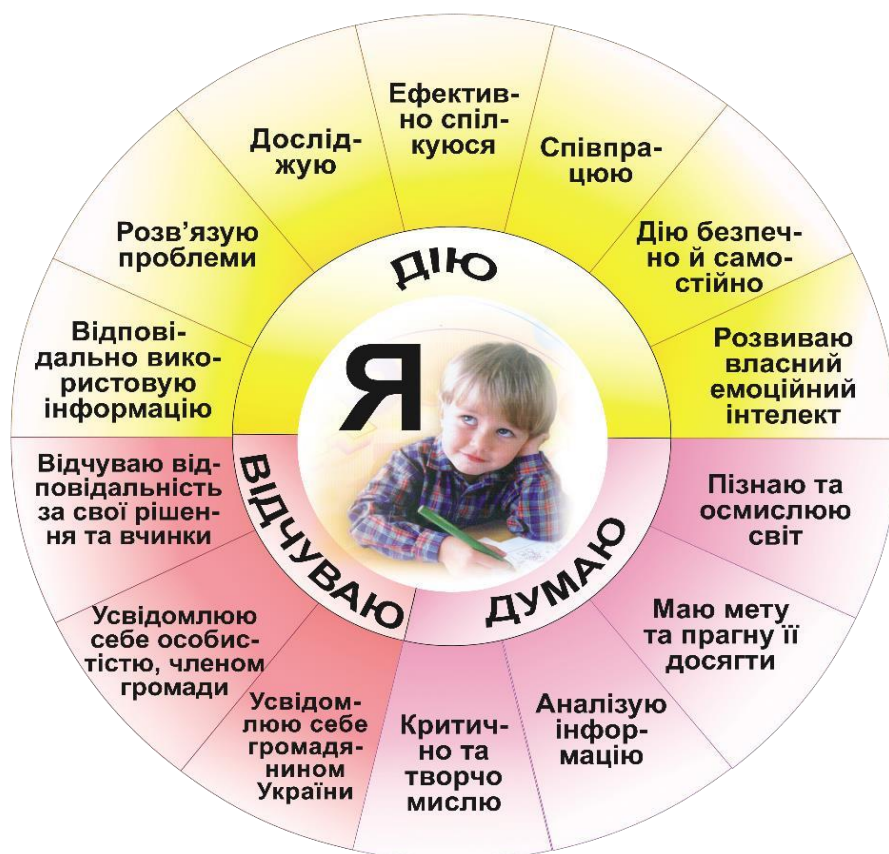 Я
ДІЮ
Відпові-
дально вико-
ристовую
інформацію
Розв’язую
проблеми
Дослід-
жую
Ефектив-
но спіл-
куюся
Співпра-
цюю
Дію безпеч-
но й само-
стійно
Розвиваю
власний
емоційний
інтелект
ДУМАЮ
Пізнаю та
осмислюю
світ
Маю мету
та прагну її
досягти
Аналізую
інфор-
мацію
Критич-
но та
творчо
мислю
ВІДЧУВАЮ
Усвідом-
люю себе
громадя-
нином
України
Усвідомлюю
себе особис-
тістю, членом
громади
Відчуваю від-
повідальність
за свої рішен-
ня та вчинки